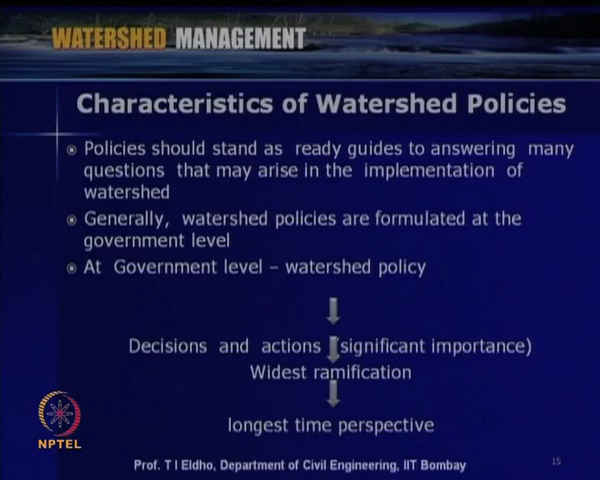 WATERSHED MANAGEMENT
Characteristics of Watershed Policies
Policies should stand as ready guides to answering many
questions that may arise in the implementation of
watershed
Generally, watershed policies are formulated at the
government level
At Government level – watershed policy
Decisions and actions (significant importance)
Widest ramification
longest time perspective
NPTEL
Prof. T I Eldho, Department of Civil Engineering, IIT Bombay
15